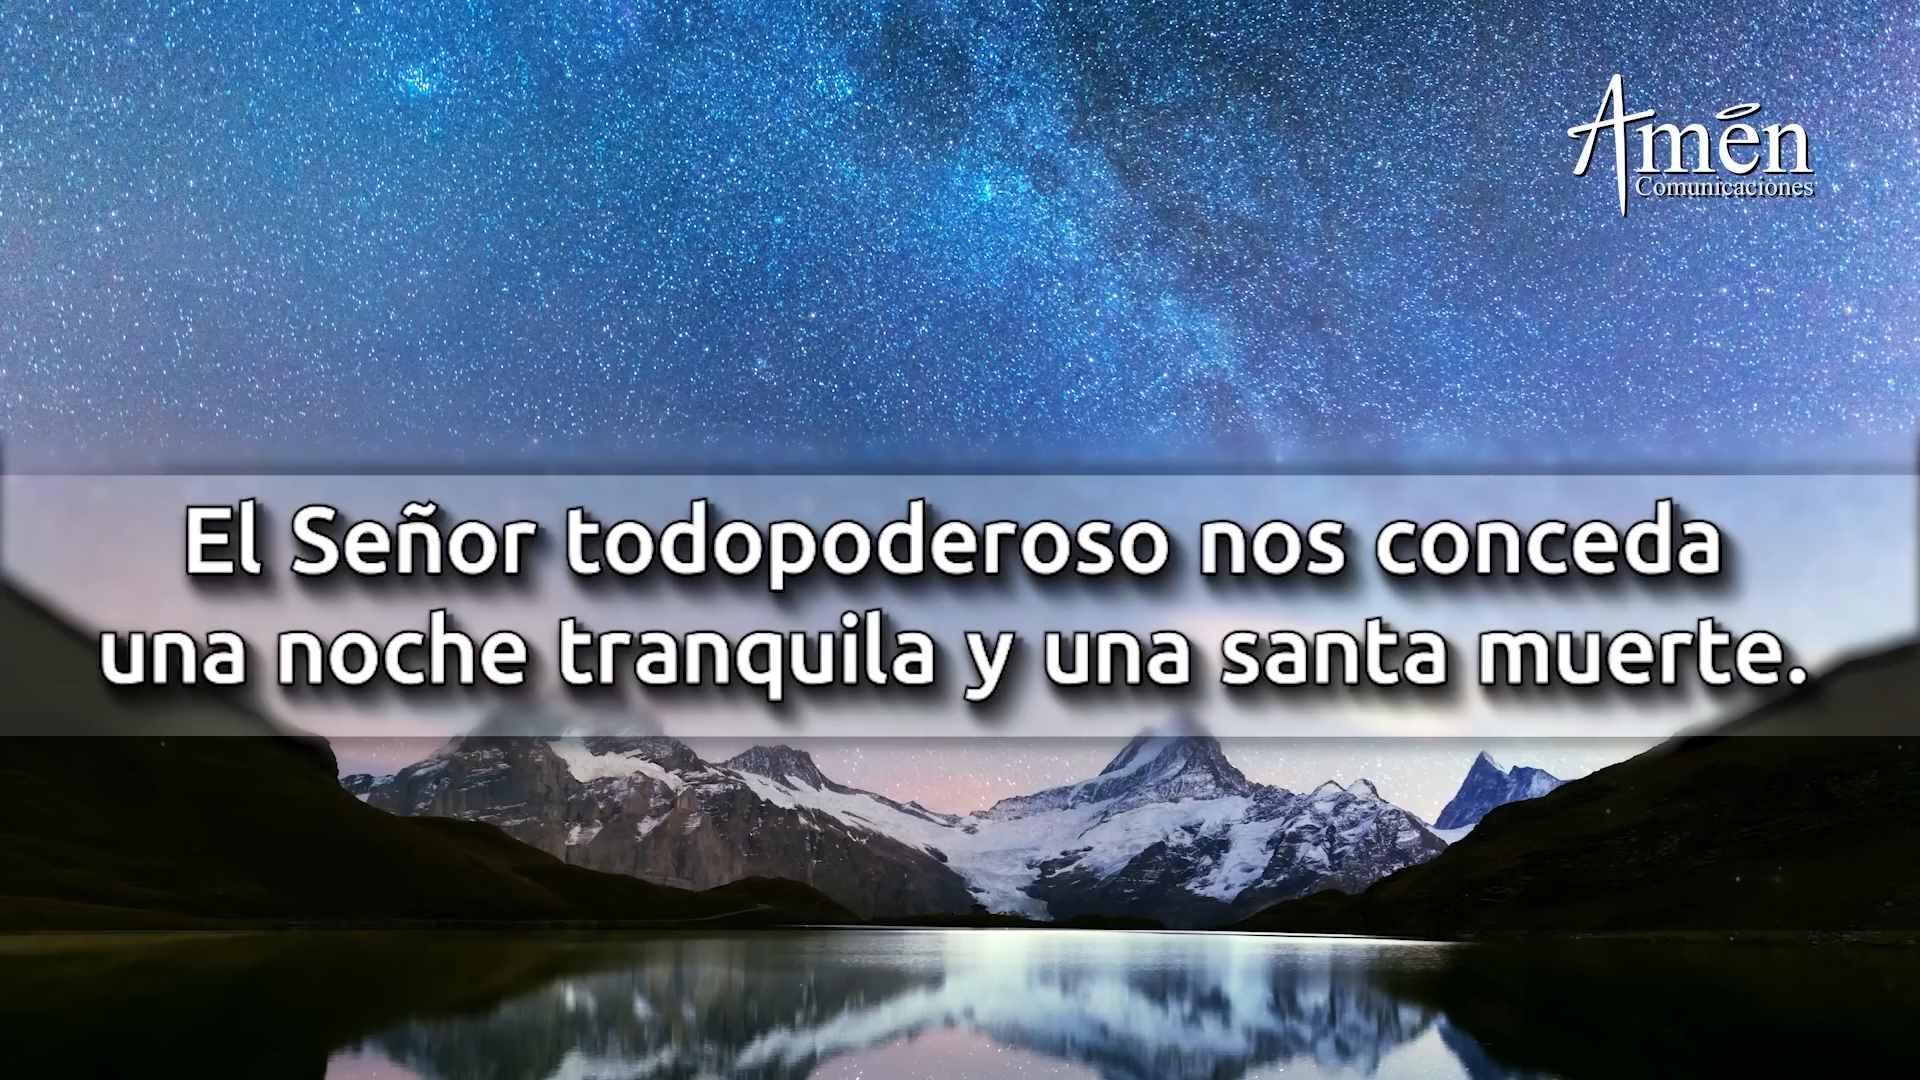 Amén
Comunicaciones
El Señor todopoderoso nos conceda
una noche tranquila y una santa muerte.